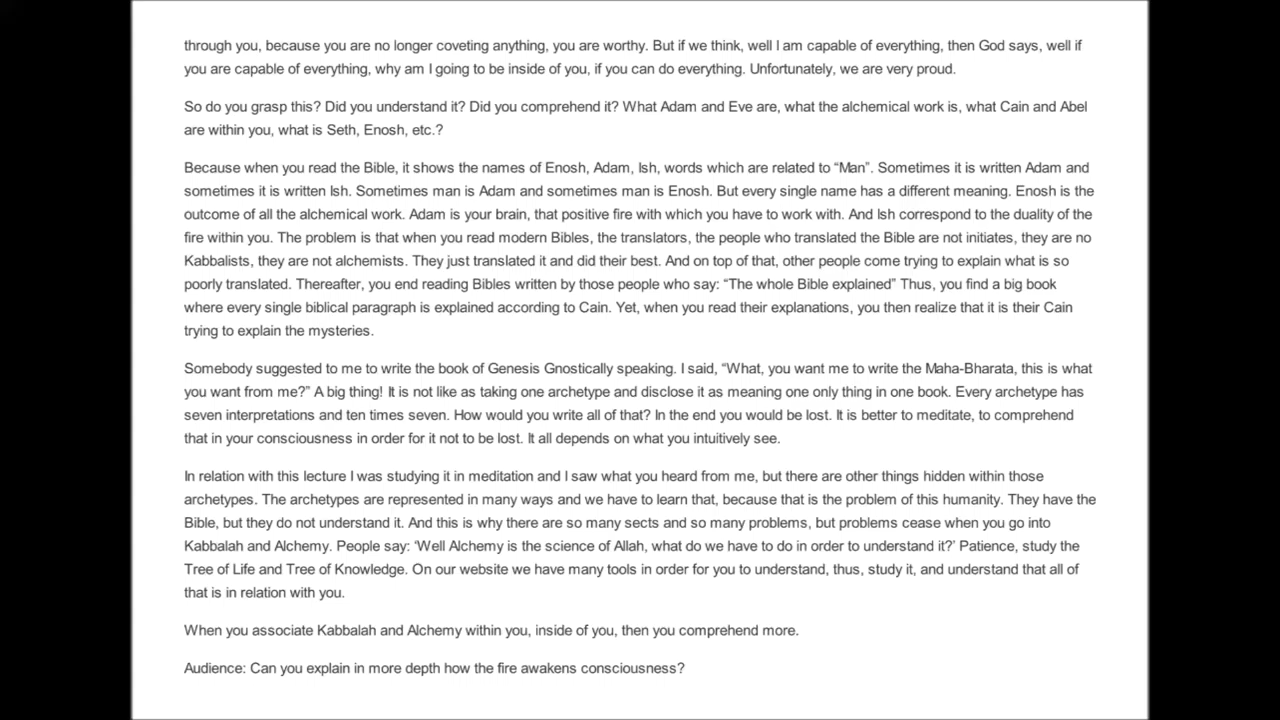 through you, because you are no longer coveting anything, you are worthy. But if we think, well I am capable of everything, then God says, well if
you are capable of everything, why am I going to be inside of you, if you can do everything. Unfortunately, we are very proud.
So do you grasp this? Did you understand it? Did you comprehend it? What Adam and Eve are, what the alchemical work is, what Cain and Abel
are within you, what is Seth, Enosh, etc.?
Because when you read the Bible, it shows the names of Enosh, Adam, Ish, words which are related to “Man”. Sometimes it is written Adam and
sometimes it is written Ish. Sometimes man is Adam and sometimes man is Enosh. But every single name has a different meaning. Enosh is the
outcome of all the alchemical work. Adam is your brain, that positive fire with which you have to work with. And Ish correspond to the duality of the
fire within you. The problem is that when you read modern Bibles, the translators, the people who translated the Bible are not initiates, they are no
Kabbalists, they are not alchemists. They just translated it and did their best. And on top of that, other people come trying to explain what is so
poorly translated. Thereafter, you end reading Bibles written by those people who say: “The whole Bible explained” Thus, you find a big book
where every single biblical paragraph is explained according to Cain. Yet, when you read their explanations, you then realize that it is their Cain
trying to explain the mysteries.
Somebody suggested to me to write the book of Genesis Gnostically speaking. I said, “What, you want me to write the Maha-Bharata, this is what
you want from me?” A big thing! It is not like as taking one archetype and disclose it as meaning one only thing in one book. Every archetype has
seven interpretations and ten times seven. How would you write all of that? In the end you would be lost. It is better to meditate, to comprehend
that in your consciousness in order for it not to be lost. It all depends on what you intuitively see.
In relation with this lecture I was studying it in meditation and I saw what you heard from me, but there are other things hidden within those
archetypes. The archetypes are represented in many ways and we have to learn that, because that is the problem of this humanity. They have the
Bible, but they do not understand it. And this is why there are so many sects and so many problems, but problems cease when you go into
Kabbalah and Alchemy. People say: ‘Well Alchemy is the science of Allah, what do we have to do in order to understand it?’ Patience, study the
Tree of Life and Tree of Knowledge. On our website we have many tools in order for you to understand, thus, study it, and understand that all of
that is in relation with you.
When you associate Kabbalah and Alchemy within you, inside of you, then you comprehend more.
Audience: Can you explain in more depth how the fire awakens consciousness?